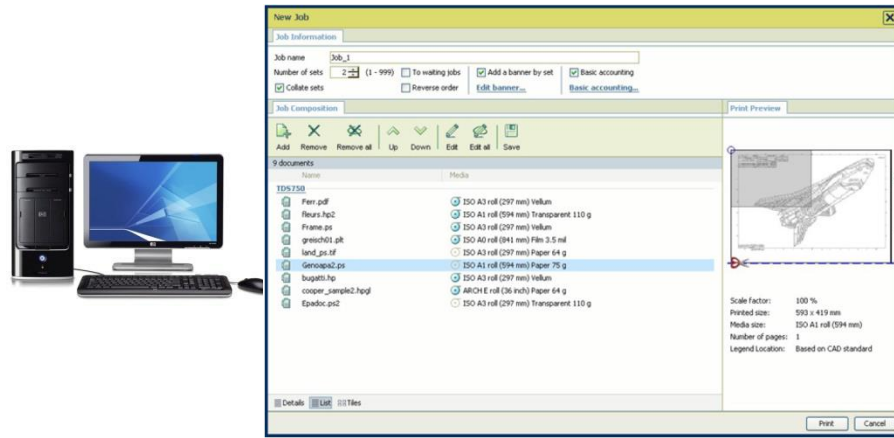 New Job
Job Information
Job name Job_1
Number of sets 2 (1 - 999) To waiting jobs Add a banner by set Basic accounting
Collate sets Reverse order Edit banner... Basic accounting...
Job Composition
Add Remove Remove all Up Down Edit Edit all Save
9 documents
Name Media
TDS750
Ferr.pdf ISO A3 roll (297 mm) Vellum
fleurs.hp2 ISO A1 roll (594 mm) Transparent 110 g
Frame.ps ISO A3 roll (297 mm) Vellum
greisch01.plt ISO A0 roll (841 mm) Film 3.5 mil
land_ps.tif ISO A3 roll (297 mm) Paper 64 g
Genoapa2.ps ISO A1 roll (594 mm) Paper 75 g
bugatti.hp ISO A3 roll (297 mm) Vellum
cooper_sample2.hpgl ARCH E roll (36 inch) Paper 64 g
Epadoc.ps2 ISO A3 roll (297 mm) Transparent 110 g
Details List Tiles
Print Preview
Scale factor: 100 %
Printed size: 593 x 419 mm
Media size: ISO A1 roll (594 mm)
Number of pages: 1
Legend Location: Based on CAD standard
Print Cancel